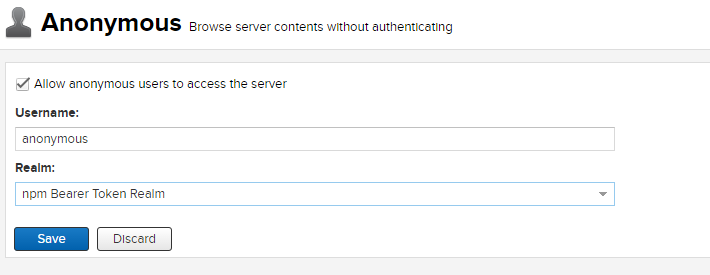 Anonymous Browse server contents without authenticating
Allow anonymous users to access the server
Username:
anonymous
Realm:
npm Bearer Token Realm
Save Discard